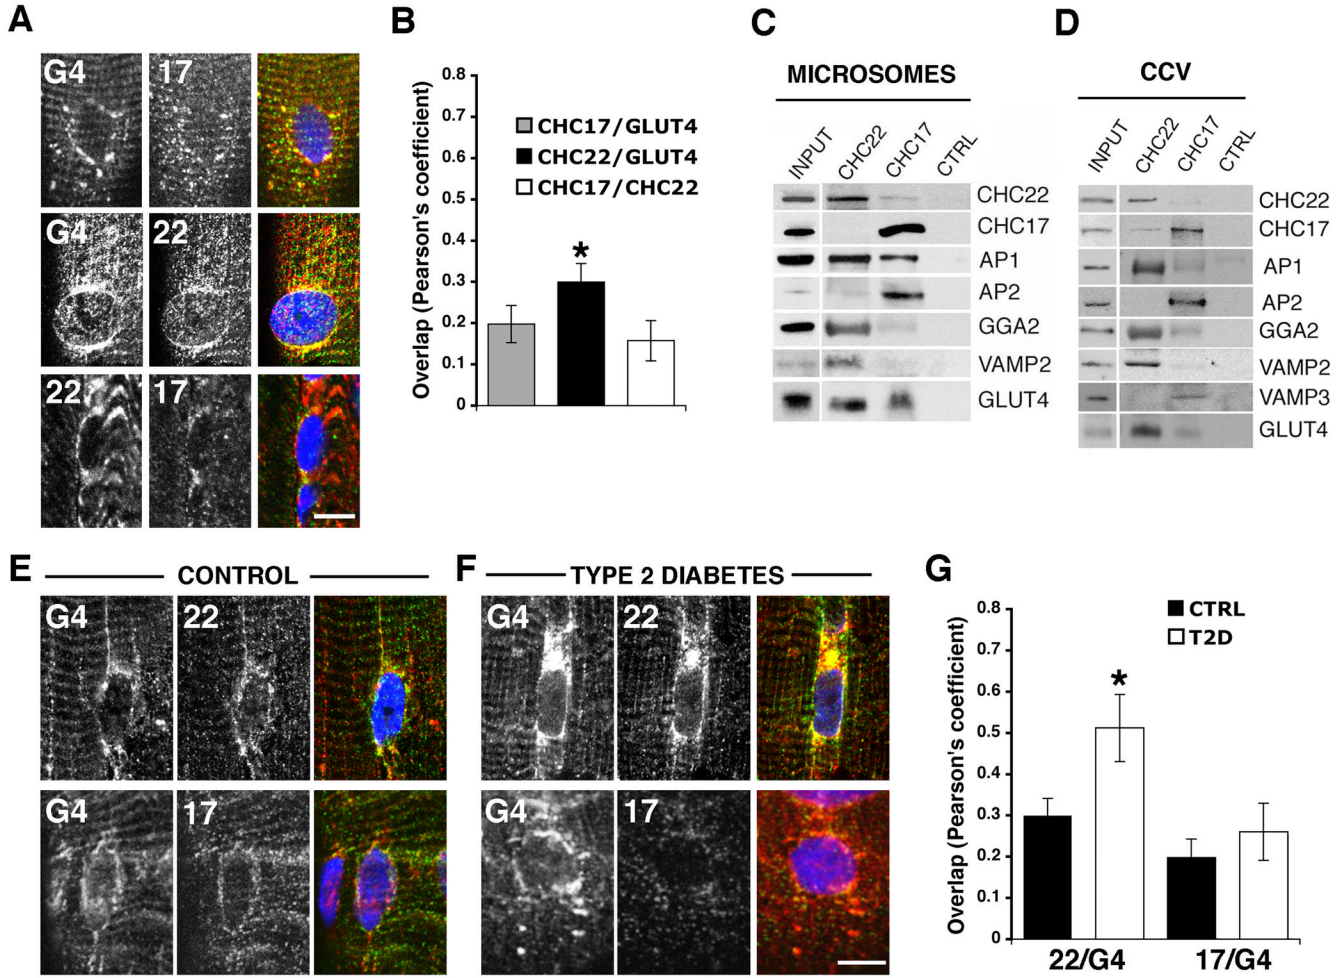 A
G4
17
G4
22
22
17
B
Overlap (Pearson's coefficient)
0.8
0.7
0.6
0.5
0.4
0.3
0.2
0.1
0
CHC17/GLUT4
CHC22/GLUT4
CHC17/CHC22
*
C
MICROSOMES
INPUT
CHC22
CHC17
CTRL
CHC22
CHC17
AP1
AP2
GGA2
VAMP2
GLUT4
D
CCV
INPUT
CHC22
CHC17
CTRL
CHC22
CHC17
AP1
AP2
GGA2
VAMP2
VAMP3
GLUT4
E
CONTROL
G4
22
G4
17
F
TYPE 2 DIABETES
G4
22
G4
17
G
Overlap (Pearson's coefficient)
0.8
0.7
0.6
0.5
0.4
0.3
0.2
0.1
0
CTRL
T2D
*
22/G4
17/G4